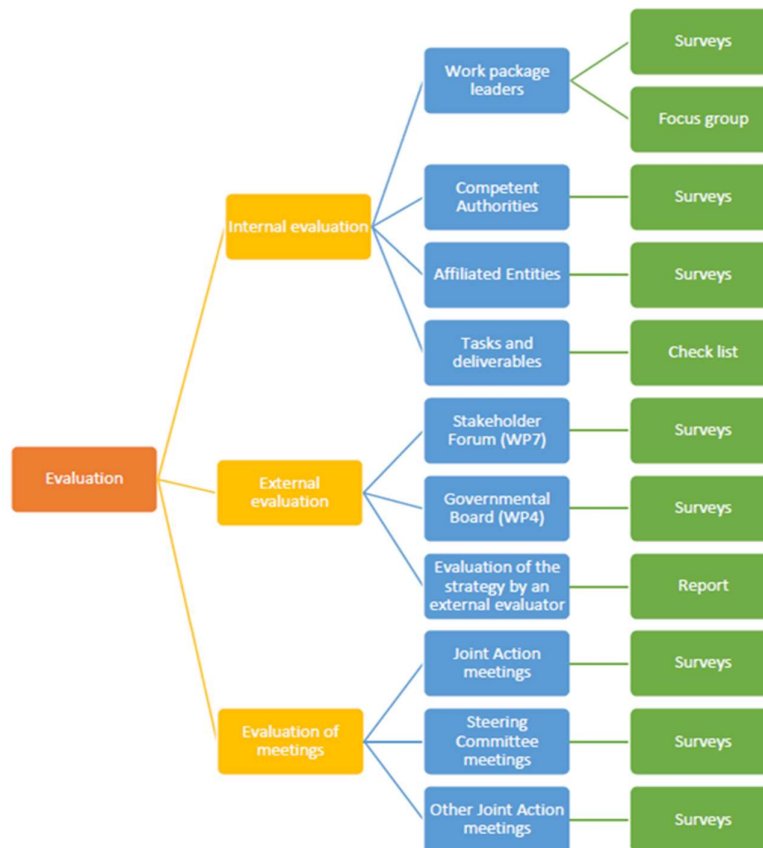 Surveys
Work package
leaders
Focus group
Competent
Authorities
Surveys
Internal evaluation
Affiliated Entities
Surveys
Tasks and
deliverables
Check list
Stakeholder
Forum (WP7)
Surveys
Evaluation
External
evaluation
Governmental
Board (WP4)
Surveys
Evaluation of the
strategy by an
external evaluator
Report
Joint Action
meetings
Surveys
Evaluation of
meetings
Steering
Committee
meetings
Surveys
Other Joint Action
meetings
Surveys